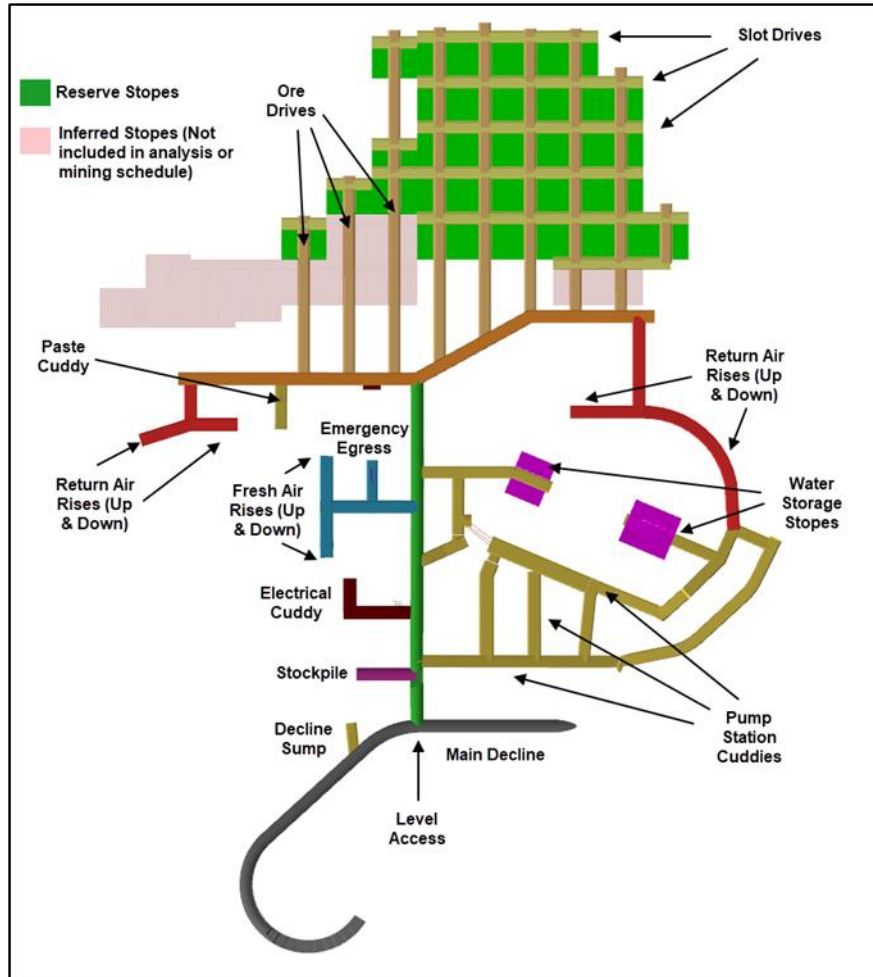 Slot Drives
Reserve Stopes
Ore
Drives
Inferred Stopes (Not
included in analysis or
mining schedule)
Paste
Cuddy
Return Air
Rises (Up
& Down)
Emergency
Egress
Return Air
Rises (Up
& Down)
Fresh Air
Rises (Up
& Down)
Water
Storage
Stopes
Electrical
Cuddy
Stockpile
Decline
Sump
Main Decline
Pump
Station
Cuddies
Level
Access